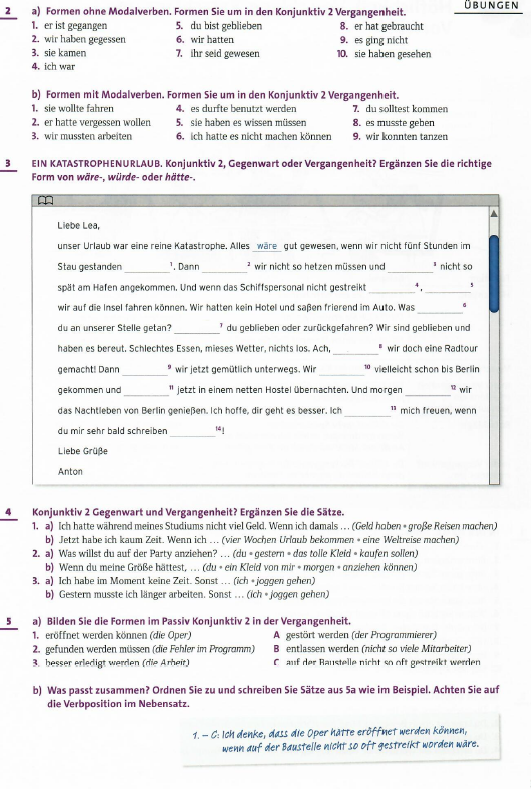 ÜBUNGEN
2 a) Formen ohne Modalverben. Formen Sie um in den Konjunktiv 2 Vergangenheit.
1. er ist gegangen 5. du bist geblieben 8. er hat gebraucht
2. wir haben gegessen 6. wir hatten 9. es ging nicht
3. sie kamen 7. ihr seid gewesen 10. sie haben gesehen
4. ich war
b) Formen mit Modalverben. Formen Sie um in den Konjunktiv 2 Vergangenheit.
1. sie wollte fahren 4. es durfte benutzt werden 7. du solltest kommen
2. er hatte vergessen wollen 5. sie haben es wissen müssen 8. es musste geben
3. wir mussten arbeiten 6. ich hatte es nicht machen können 9. wir konnten tanzen
3 EIN KATASTROPHENURLAUB. Konjunktiv 2, Gegenwart oder Vergangenheit? Ergänzen Sie die richtige
Form von wäre-, würde- oder hätte-.
Liebe Lea,
unser Urlaub war eine reine Katastrophe. Alles wäre gut gewesen, wenn wir nicht fünf Stunden im
Stau gestanden ________ 1. Dann ________ 2 wir nicht so hetzen müssen und ________ 3 nicht so
spät am Hafen angekommen. Und wenn das Schiffspersonal nicht gestreikt ________ 4, ________ 5
wir auf die Insel fahren können. Wir hatten kein Hotel und saßen frierend im Auto. Was ________ 6
du an unserer Stelle getan? ________ 7 du geblieben oder zurückgefahren? Wir sind geblieben und
haben es bereut. Schlechtes Essen, mieses Wetter, nichts los. Ach, ________ 8 wir doch eine Radtour
gemacht! Dann ________ 9 wir jetzt gemütlich unterwegs. Wir ________ 10 vielleicht schon bis Berlin
gekommen und ________ 11 jetzt in einem netten Hostel übernachten. Und morgen ________ 12 wir
das Nachtleben von Berlin genießen. Ich hoffe, dir geht es besser. Ich ________ 13 mich freuen, wenn
du mir sehr bald schreiben ________ 14!
Liebe Grüße
Anton
4 Konjunktiv 2 Gegenwart und Vergangenheit? Ergänzen Sie die Sätze.
1. a) Ich hatte während meines Studiums nicht viel Geld. Wenn ich damals ... (Geld haben • große Reisen machen)
b) Jetzt habe ich kaum Zeit. Wenn ich ... (vier Wochen Urlaub bekommen • eine Weltreise machen)
2. a) Was willst du auf der Party anziehen? ... (du • gestern • das tolle Kleid • kaufen sollen)
b) Wenn du meine Größe hättest, ... (du • ein Kleid von mir • morgen • anziehen können)
3. a) Ich habe im Moment keine Zeit. Sonst ... (ich • joggen gehen)
b) Gestern musste ich länger arbeiten. Sonst ... (ich • joggen gehen)
5 a) Bilden Sie die Formen im Passiv Konjunktiv 2 in der Vergangenheit.
1. eröffnet werden können (die Oper) A gestört werden (der Programmierer)
2. gefunden werden müssen (die Fehler im Programm) B entlassen werden (nicht so viele Mitarbeiter)
3. besser erledigt werden (die Arbeit) C auf der Baustelle nicht so oft gestreikt werden
b) Was passt zusammen? Ordnen Sie zu und schreiben Sie Sätze aus 5a wie im Beispiel. Achten Sie auf
die Verbposition im Nebensatz.
1. – C: Ich denke, dass die Oper hätte eröffnet werden können,
wenn auf der Baustelle nicht so oft gestreikt worden wäre.